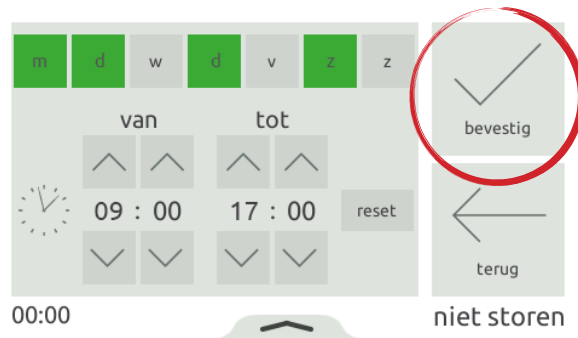 m d w d v z z
van tot
09 : 00 17 : 00 reset
bevestig
terug
00:00
niet storen